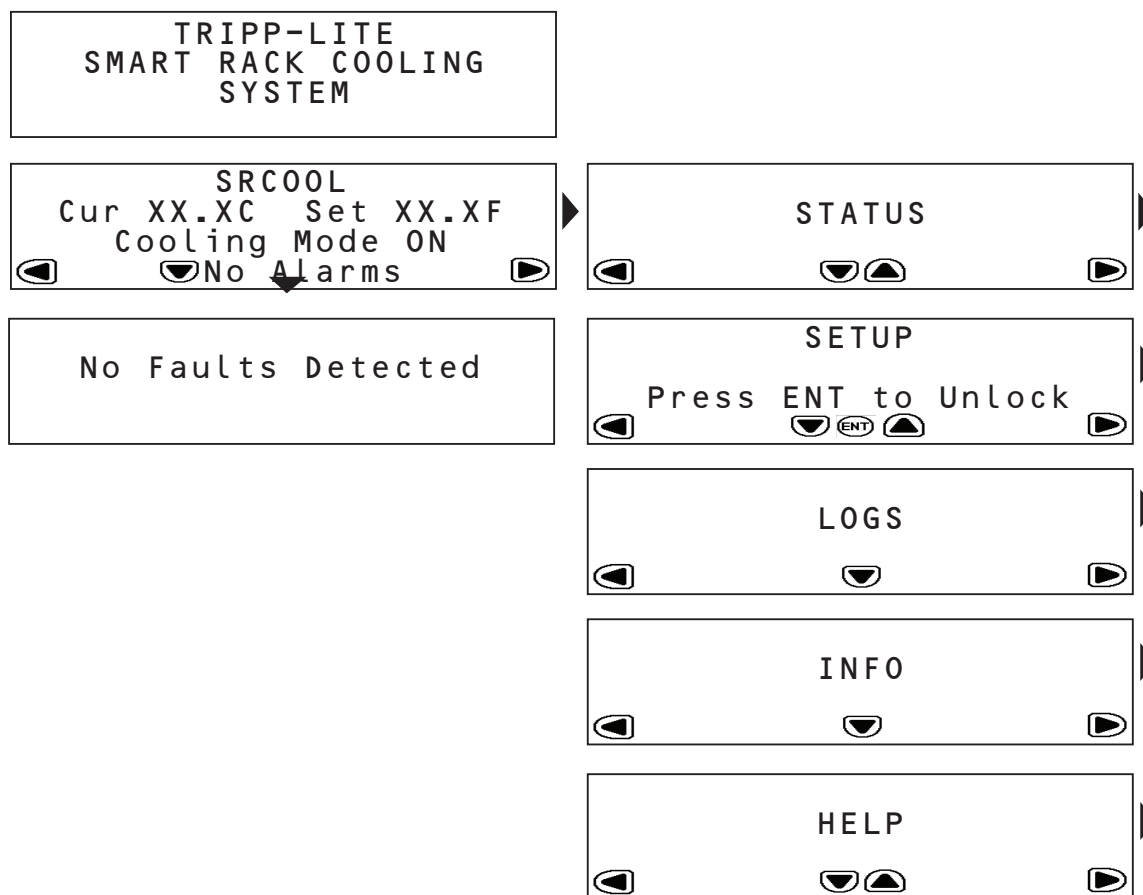 TRIPP-LITE
SMART RACK COOLING
SYSTEM
SRCOOL
Cur XX.XC Set XX.XF
Cooling Mode ON
No Alarms
STATUS
No Faults Detected
SETUP
Press ENT to Unlock
ENT
LOGS
INFO
HELP